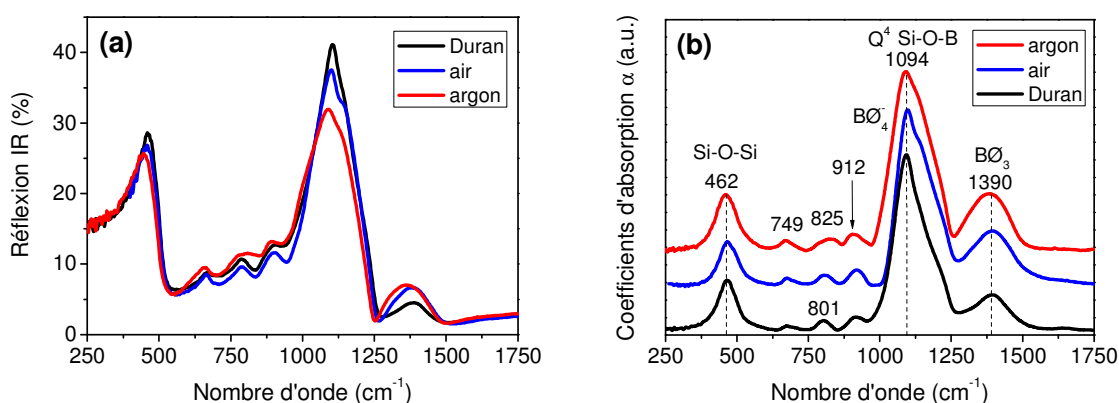 (a)
Duran
air
argon
Réflexion IR (%)
40
30
20
10
0
250 500 750 1000 1250 1500 1750
Nombre d'onde (cm⁻¹)
(b)
Q⁴ Si-O-B
1094
argon
air
Duran
BØ₄⁻
Si-O-Si
462
749
825
912
BØ₃
1390
801
Coefficients d'absorption α (a.u.)
250 500 750 1000 1250 1500 1750
Nombre d'onde (cm⁻¹)